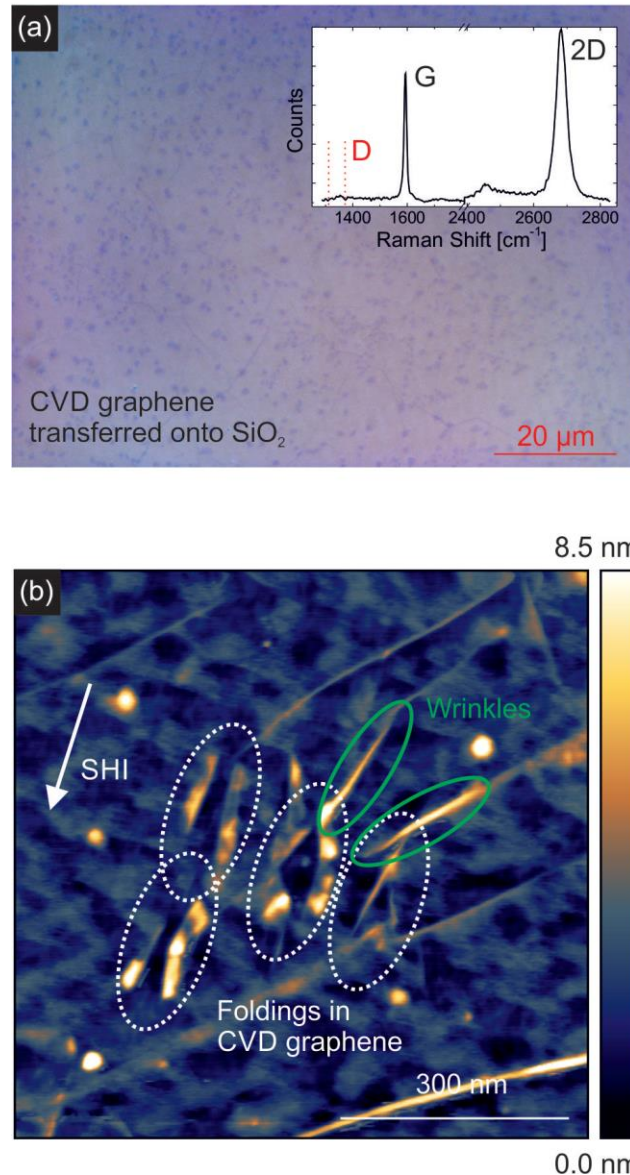 (a)
2D
G
D
Counts
1400
1600
2400
2600
2800
Raman Shift [cm⁻¹]
CVD graphene
transferred onto SiO₂
20 µm
8.5 nm
(b)
Wrinkles
SHI
Foldings in
CVD graphene
300 nm
0.0 nm